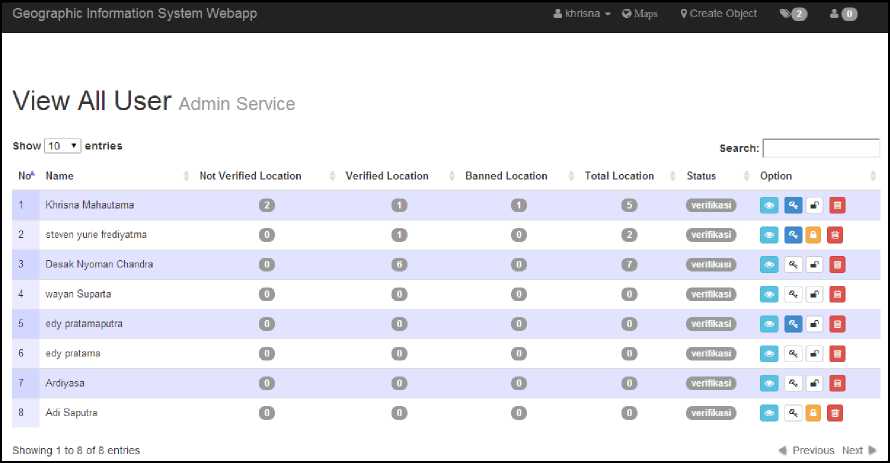 Geographic Information System Webapp khrisna Maps Create Object 2 0
View All User Admin Service
Show 10 entries Search:
No Name Not Verified Location Verified Location Banned Location Total Location Status Option
1 Khrisna Mahautama 2 1 1 5 verifikasi
2 steven yurie frediyatma 0 1 0 2 verifikasi
3 Desak Nyoman Chandra 0 6 0 7 verifikasi
4 wayan Suparta 0 0 0 0 verifikasi
5 edy pratamaputra 0 0 0 0 verifikasi
6 edy pratama 0 0 0 0 verifikasi
7 Ardiyasa 0 0 0 0 verifikasi
8 Adi Saputra 0 0 0 0 verifikasi
Showing 1 to 8 of 8 entries Previous Next